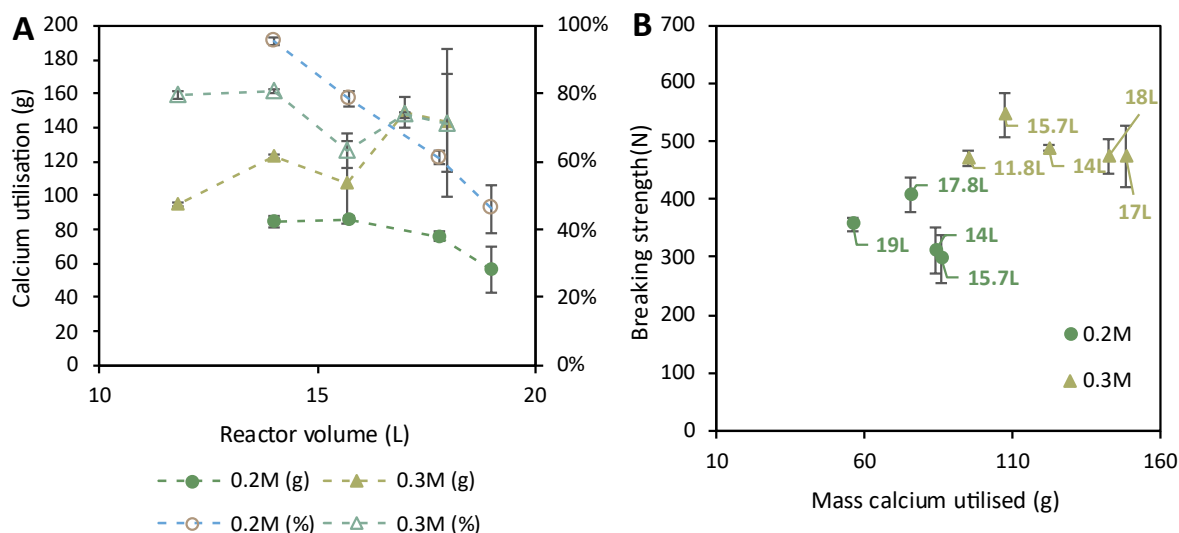 A
Calcium utilisation (g)
200
180
160
140
120
100
80
60
40
20
0
100%
80%
60%
40%
20%
0%
10
15
20
Reactor volume (L)
0.2M (g)
0.3M (g)
0.2M (%)
0.3M (%)
B
Breaking strength(N)
700
600
500
400
300
200
100
0
18L
15.7L
11.8L
14L
17L
17.8L
19L
14L
15.7L
0.2M
0.3M
10
60
110
160
Mass calcium utilised (g)